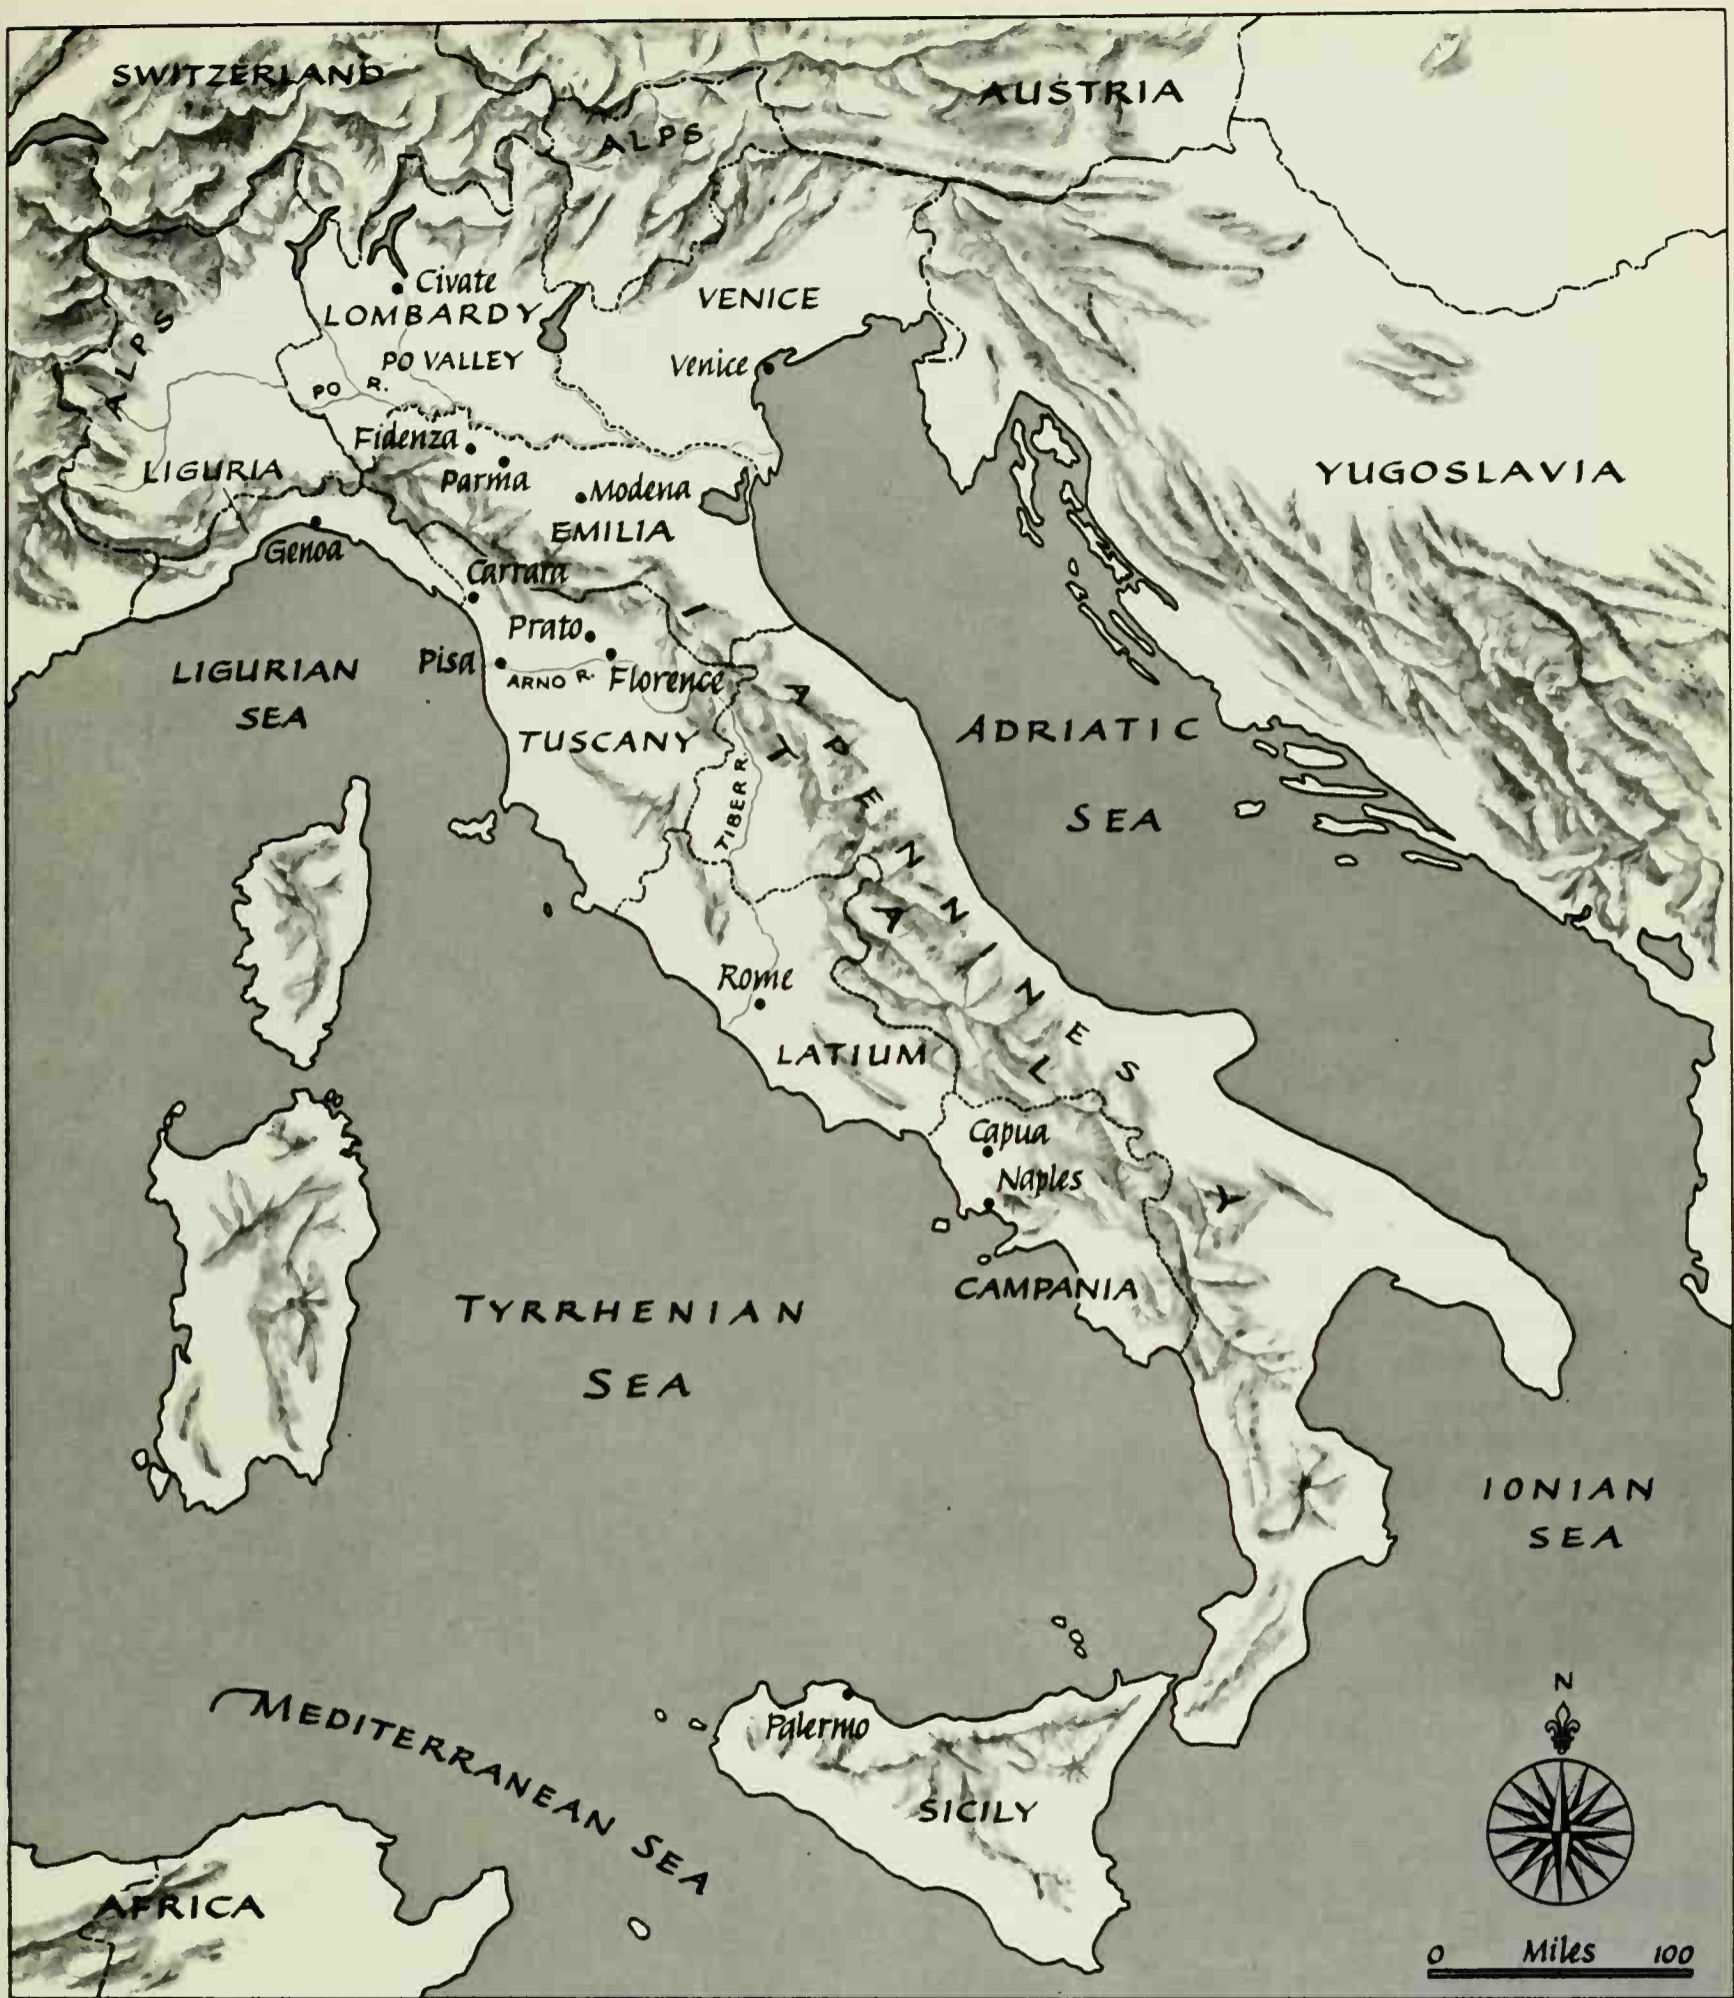 SWITZERLAND
AUSTRIA
ALPS
Civate
LOMBARDY
VENICE
ALPS
PO VALLEY
Venice
PO R.
Fidenza
LIGURIA
Parma
Modena
YUGOSLAVIA
EMILIA
Genoa
Carrara
Prato
Pisa
ARNO R.
Florence
LIGURIAN
SEA
TUSCANY
ADRIATIC
SEA
TIBER R.
APENNINES
ITALY
Rome
LATIUM
Capua
Naples
CAMPANIA
TYRRHENIAN
SEA
IONIAN
SEA
N
MEDITERRANEAN SEA
Palermo
SICILY
AFRICA
0 Miles 100